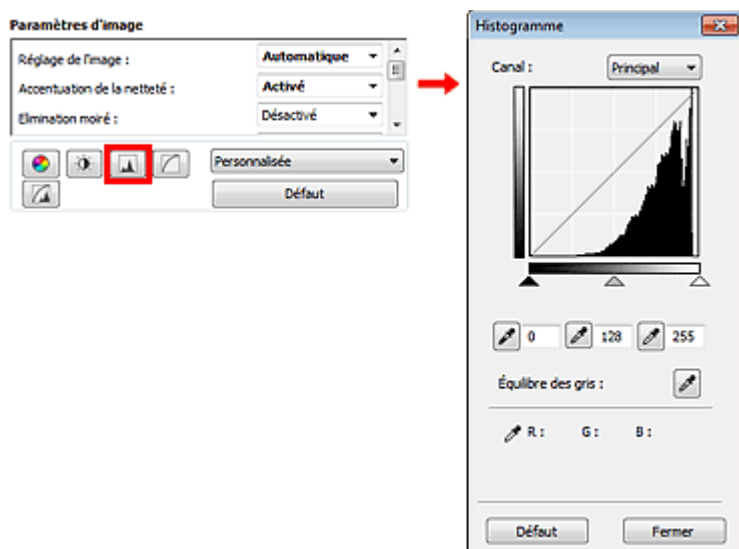 Paramètres d'image
Réglage de l'image : Automatique
Accentuation de la netteté : Activé
Elimination moiré : Désactivé
Personnalisée
Défaut
Histogramme
Canal : Principal
0 128 255
Équilibre des gris :
R : G : B :
Défaut Fermer